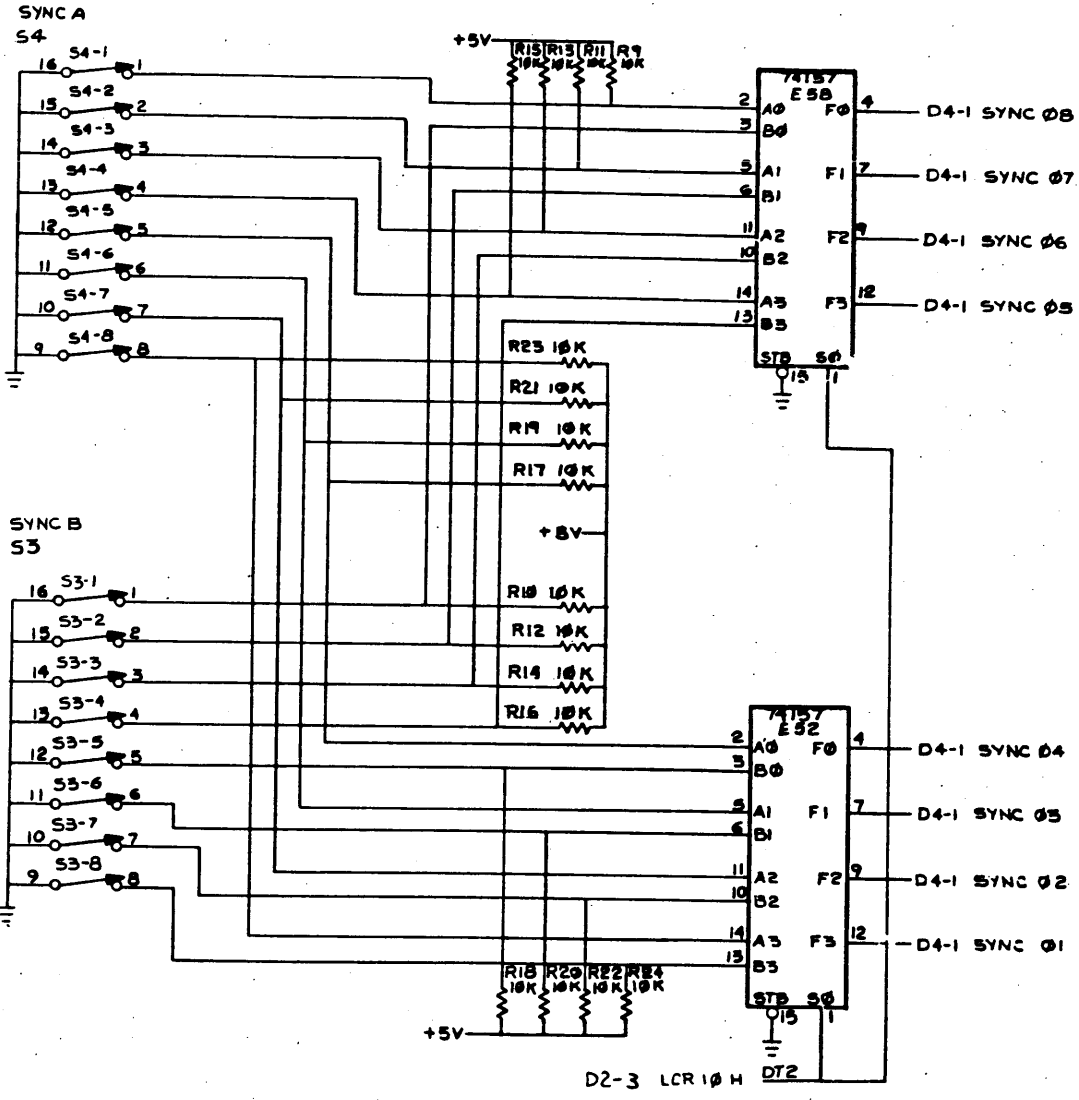 SYNC A
S4
16 S4-1 1
15 S4-2 2
14 S4-3 3
13 S4-4 4
12 S4-5 5
11 S4-6 6
10 S4-7 7
9 S4-8 8
+5V
R15 R13 R11 R9
10K 10K 10K 10K
74157
E58
2 A0 F0 4 D4-1 SYNC 08
3 B0
5 A1 F1 7 D4-1 SYNC 07
6 B1
11 A2 F2 9 D4-1 SYNC 06
10 B2
14 A3 F3 12 D4-1 SYNC 05
13 B3
STB S0
15 1
R23 10K
R21 10K
R19 10K
R17 10K
+5V
R10 10K
R12 10K
R14 10K
R16 10K
SYNC B
S3
16 S3-1 1
15 S3-2 2
14 S3-3 3
13 S3-4 4
12 S3-5 5
11 S3-6 6
10 S3-7 7
9 S3-8 8
74157
E52
2 A0 F0 4 D4-1 SYNC 04
3 B0
5 A1 F1 7 D4-1 SYNC 03
6 B1
11 A2 F2 9 D4-1 SYNC 02
10 B2
14 A3 F3 12 D4-1 SYNC 01
13 B3
STB S0
15 1
R18 R20 R22 R24
10K 10K 10K 10K
+5V
D2-3 LCR 10 H DT2